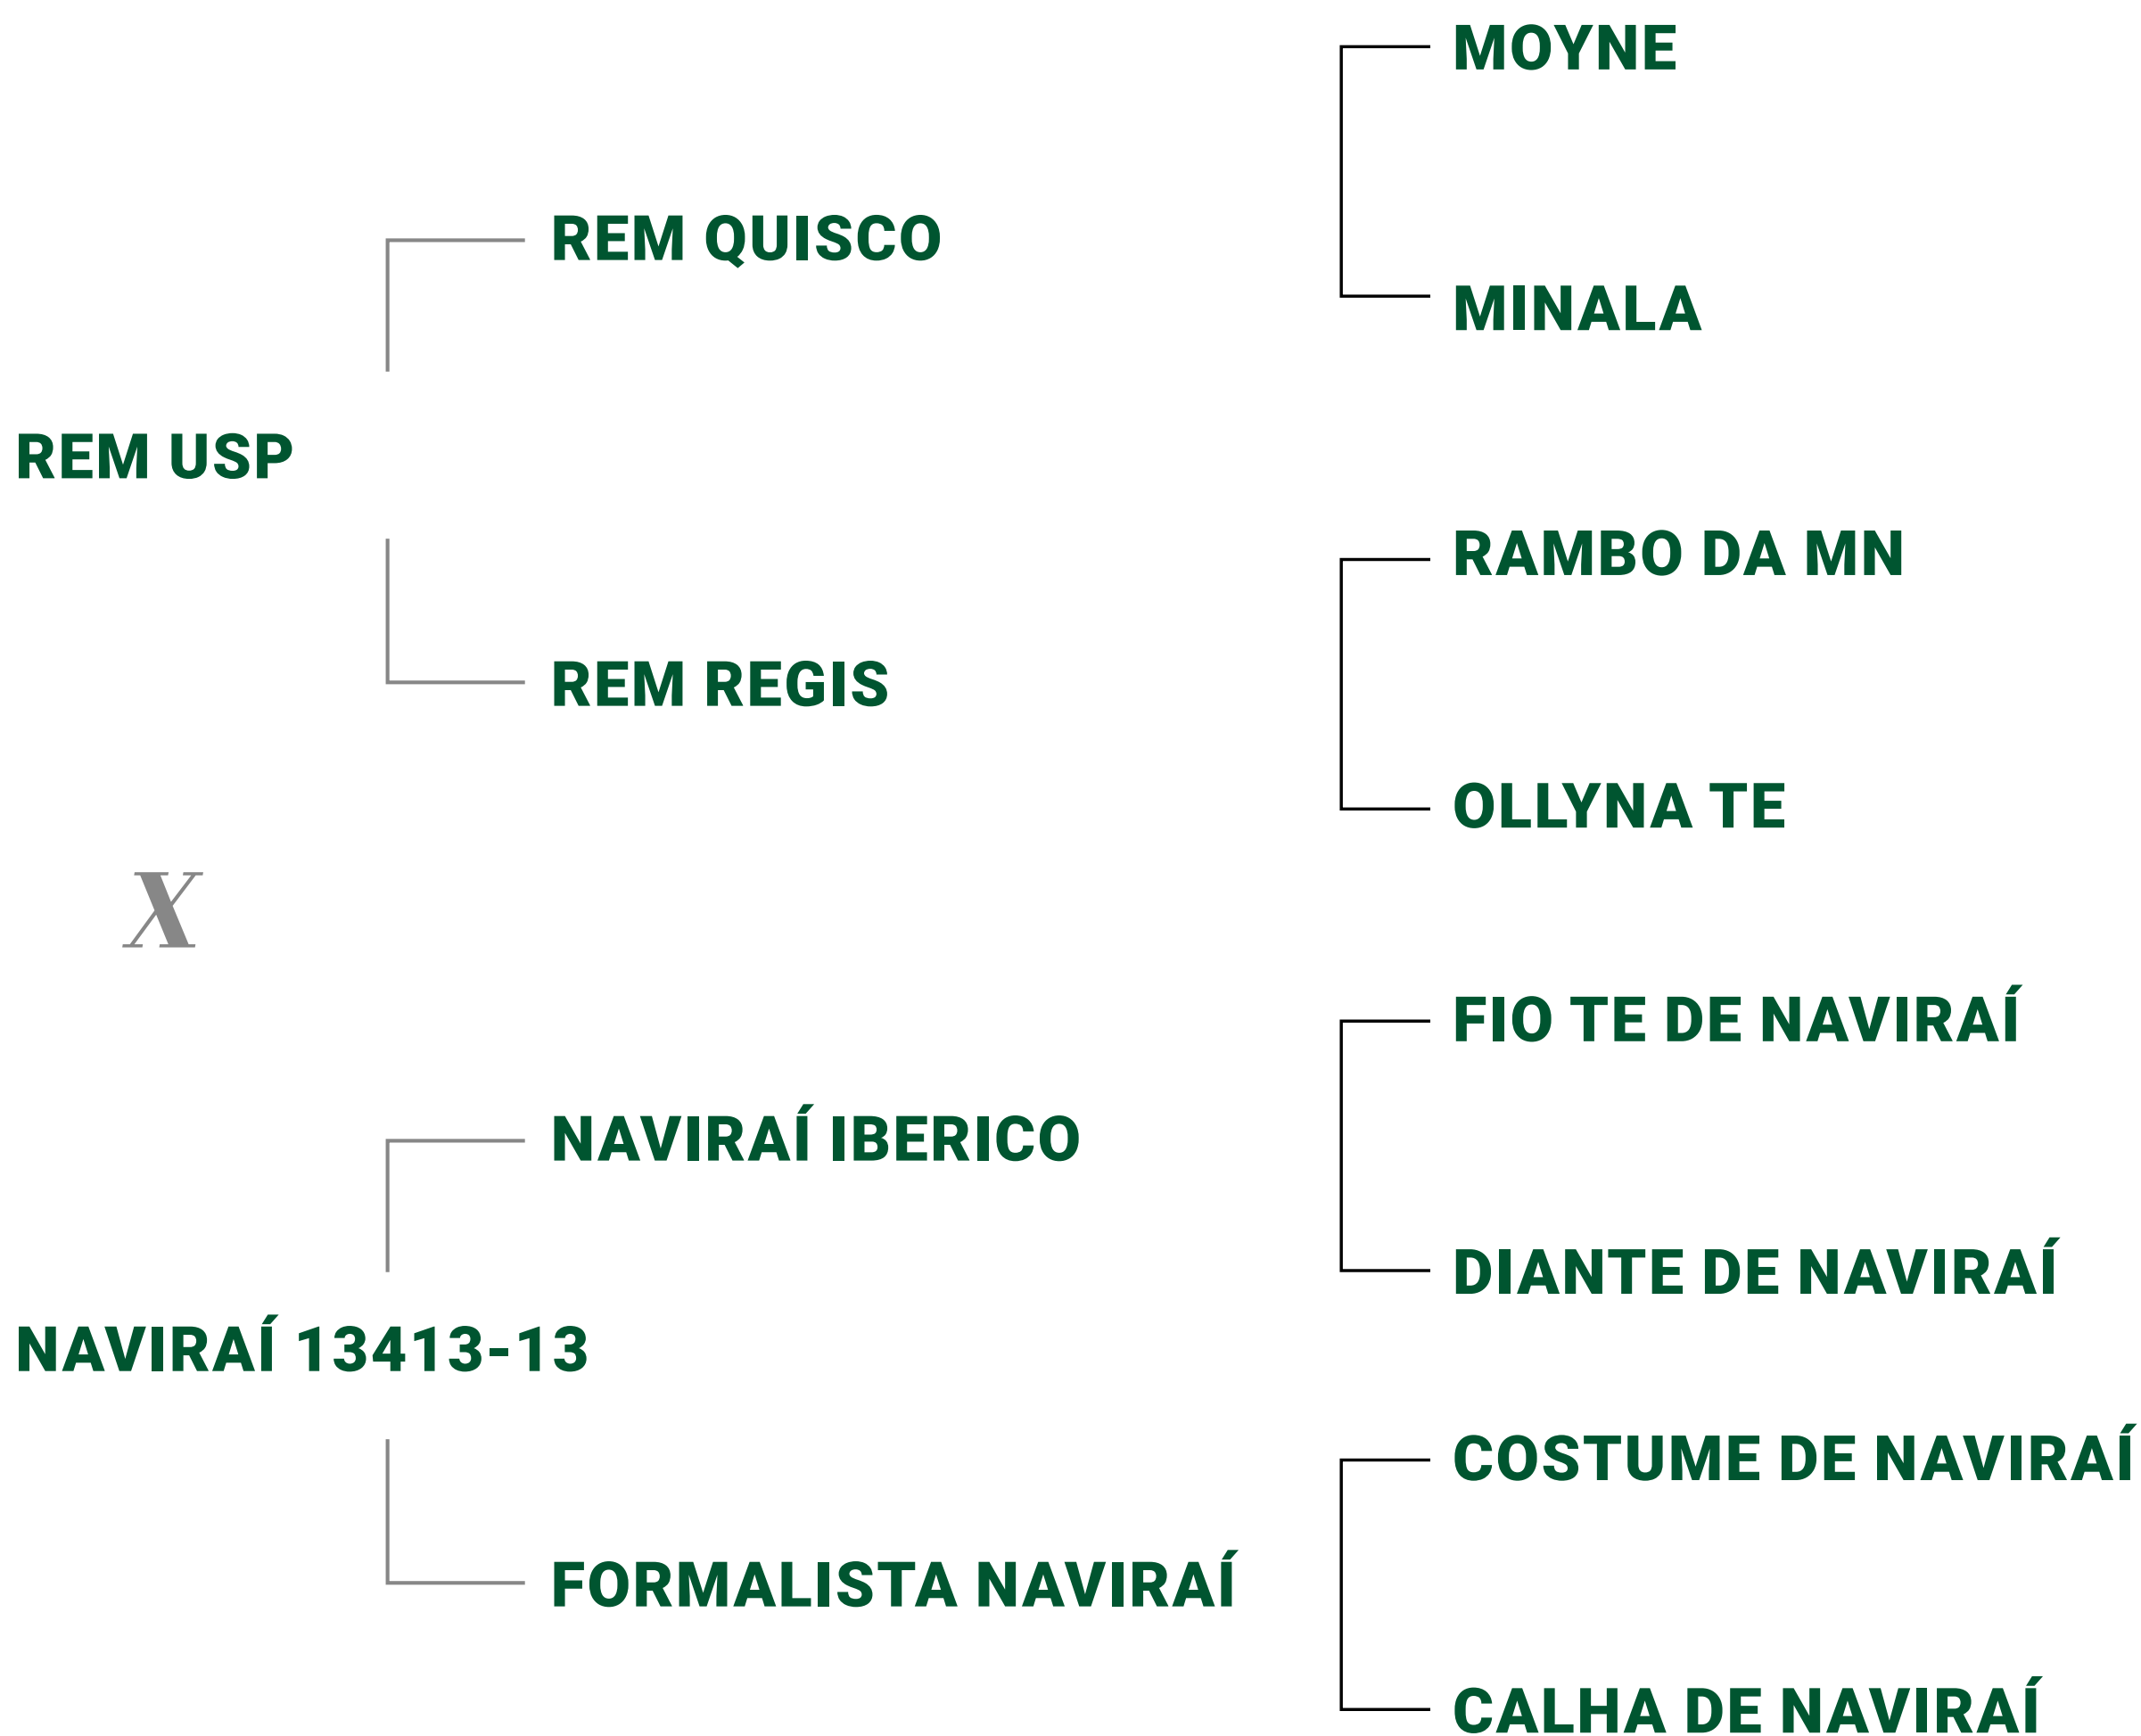 MOYNE
REM QUISCO
MINALA
REM USP
RAMBO DA MN
REM REGIS
OLLYNA TE
X
FIO TE DE NAVIRAÍ
NAVIRAÍ IBERICO
DIANTE DE NAVIRAÍ
NAVIRAÍ 13413-13
COSTUME DE NAVIRAÍ
FORMALISTA NAVIRAÍ
CALHA DE NAVIRAÍ